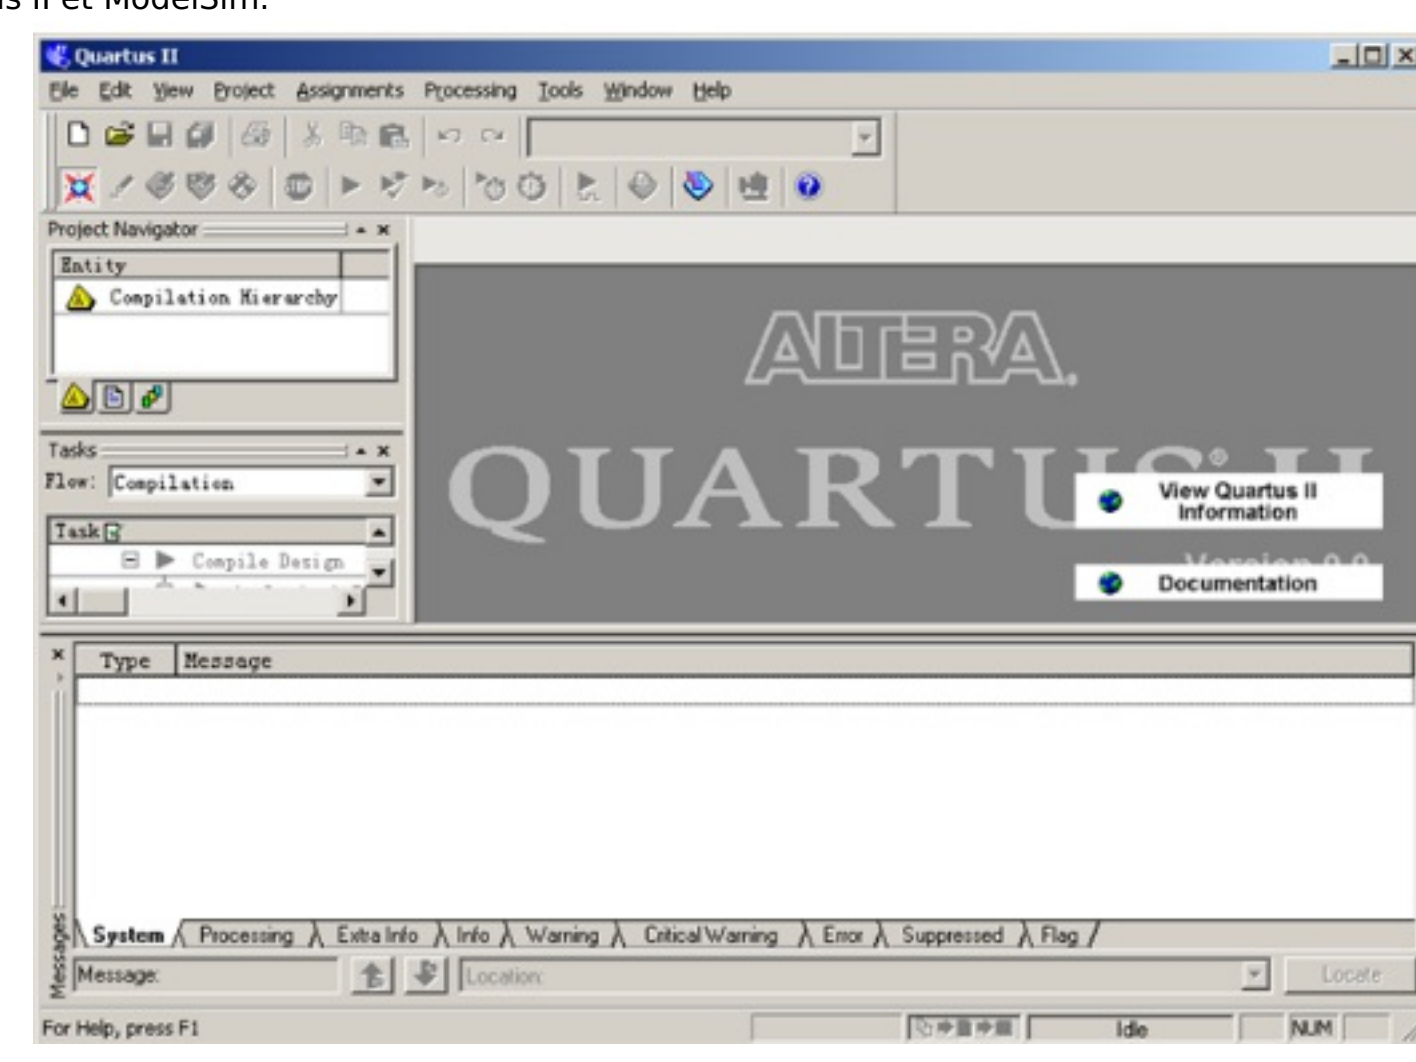 II et ModelSim.
Quartus II
File Edit View Project Assignments Processing Tools Window Help
Project Navigator
Entity
Compilation Hierarchy
Tasks
Flow: Compilation
Task
Compile Design
ALTERA
QUARTUS® II
View Quartus II
Information
Documentation
Type Message
System Processing Extra Info Info Warning Critical Warning Error Suppressed Flag
Messages
Message: Location: Locate
For Help, press F1 Idle NUM